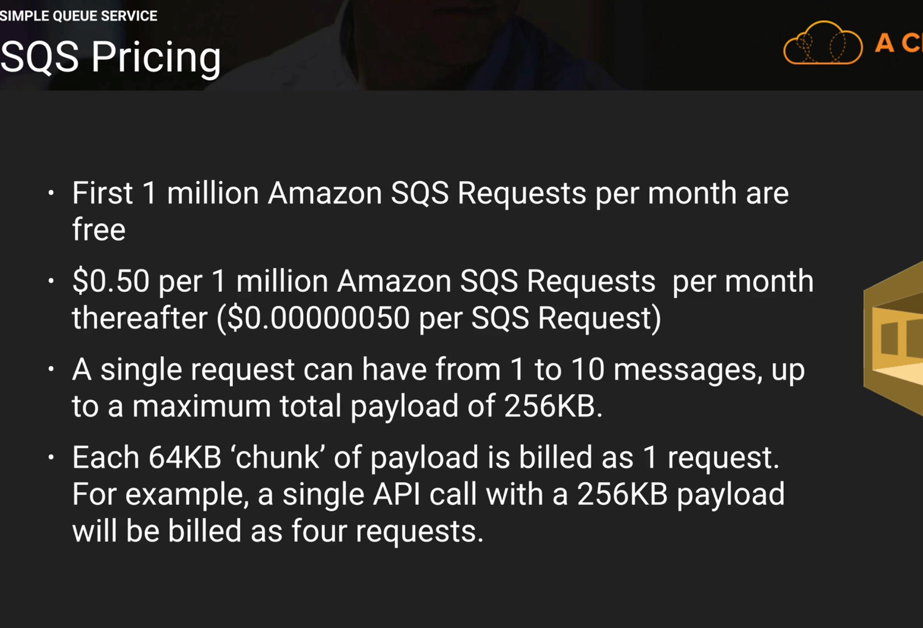 SIMPLE QUEUE SERVICE
SQS Pricing
A C
• First 1 million Amazon SQS Requests per month are
free
• $0.50 per 1 million Amazon SQS Requests  per month
thereafter ($0.00000050 per SQS Request)
• A single request can have from 1 to 10 messages, up
to a maximum total payload of 256KB.
• Each 64KB ‘chunk’ of payload is billed as 1 request.
For example, a single API call with a 256KB payload
will be billed as four requests.